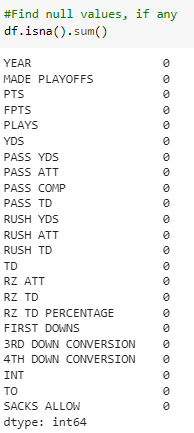 #Find null values, if any
df.isna().sum()
YEAR 0
MADE PLAYOFFS 0
PTS 0
FPTS 0
PLAYS 0
YDS 0
PASS YDS 0
PASS ATT 0
PASS COMP 0
PASS TD 0
RUSH YDS 0
RUSH ATT 0
RUSH TD 0
TD 0
RZ ATT 0
RZ TD 0
RZ TD PERCENTAGE 0
FIRST DOWNS 0
3RD DOWN CONVERSION 0
4TH DOWN CONVERSION 0
INT 0
TO 0
SACKS ALLOW 0
dtype: int64